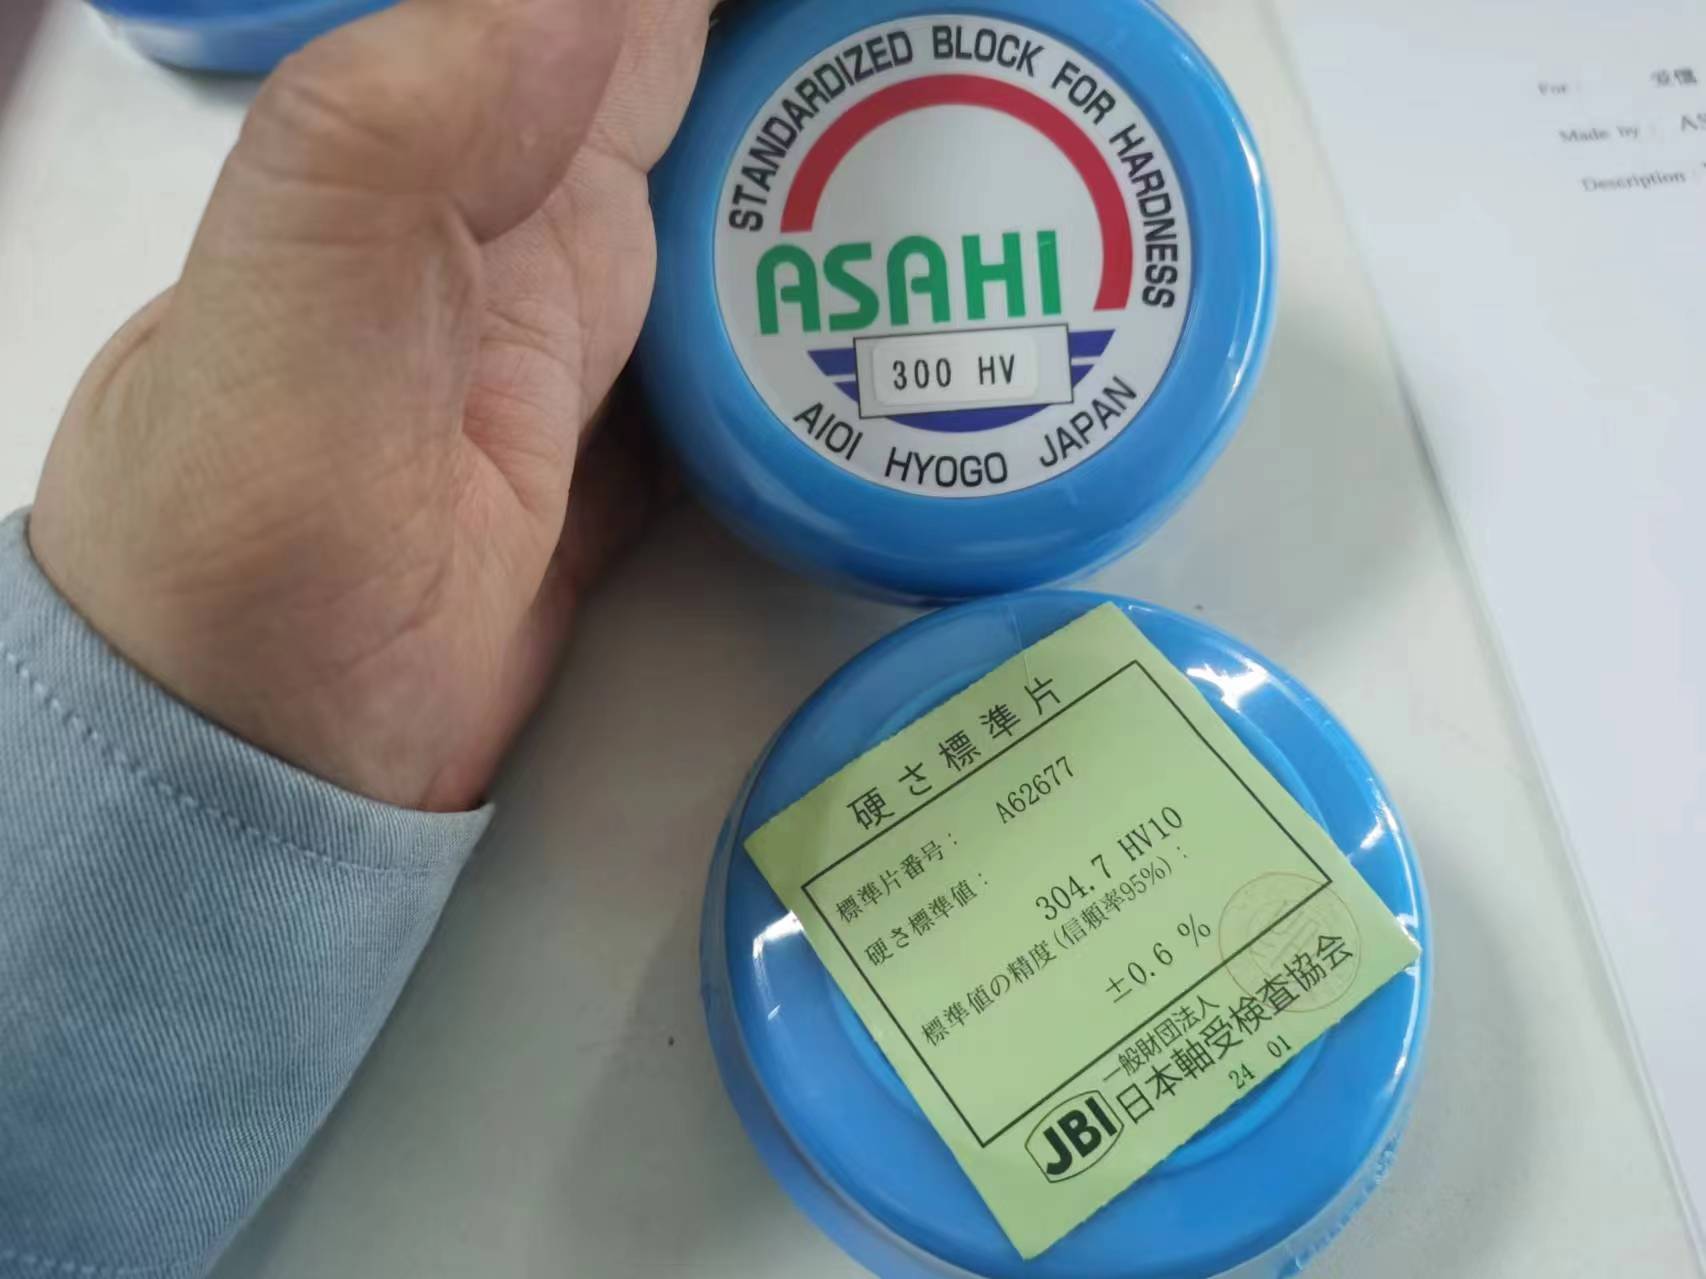 STANDARDIZED BLOCK FOR HARDNESS
ASAHI
300 HV
AIOI HYOGO JAPAN
For :
Made by : AS
Description :
硬さ標準片
標準片番号: A62677
硬さ標準値:
304.7 HV10
標準値の精度(信頼率95%):
±0.6 %
一般財団法人
JBI 日本軸受検査協会
24 01